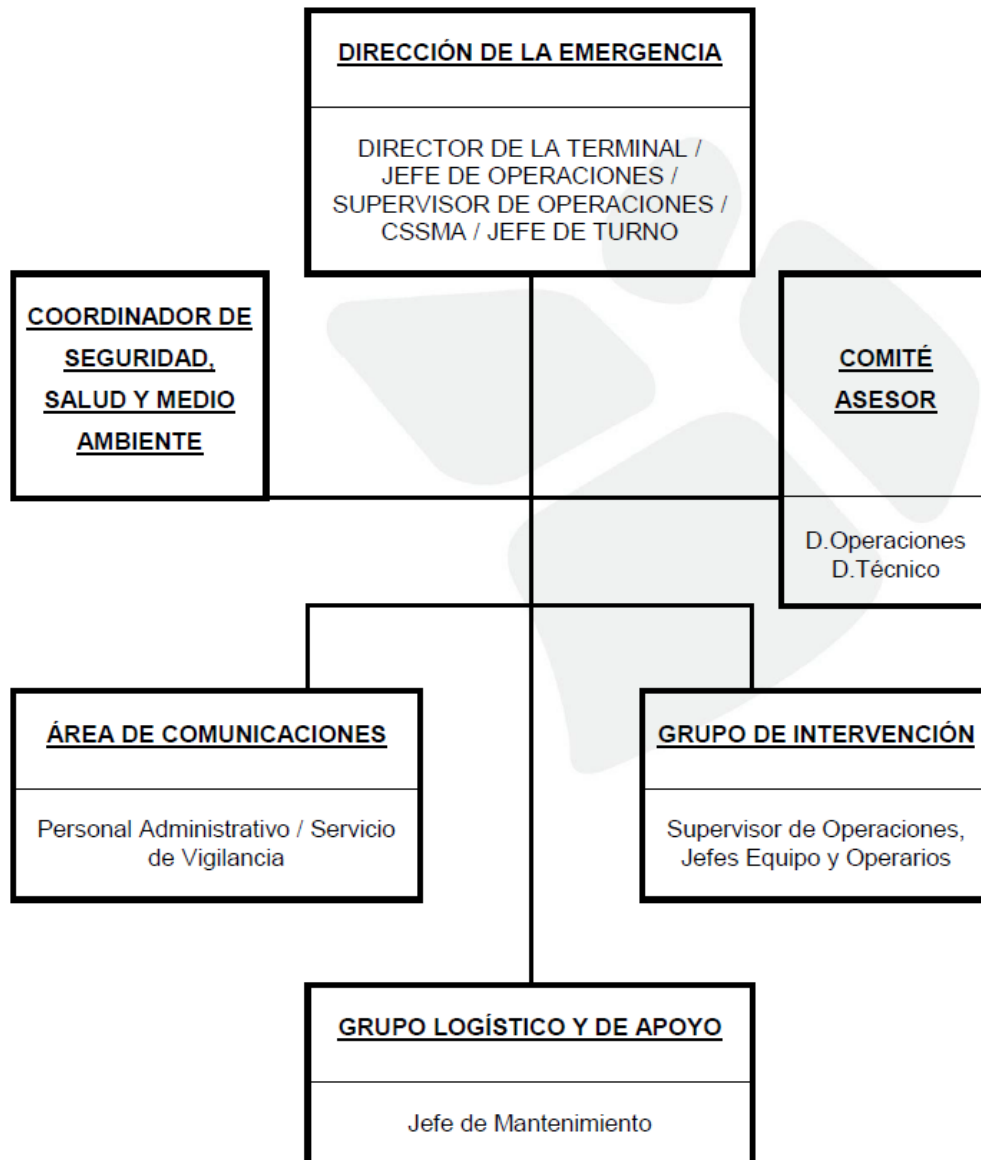 DIRECCIÓN DE LA EMERGENCIA
DIRECTOR DE LA TERMINAL /
JEFE DE OPERACIONES /
SUPERVISOR DE OPERACIONES /
CSSMA / JEFE DE TURNO
COORDINADOR DE
SEGURIDAD,
SALUD Y MEDIO
AMBIENTE
COMITÉ
ASESOR
D.Operaciones
D.Técnico
ÁREA DE COMUNICACIONES
Personal Administrativo / Servicio
de Vigilancia
GRUPO DE INTERVENCIÓN
Supervisor de Operaciones,
Jefes Equipo y Operarios
GRUPO LOGÍSTICO Y DE APOYO
Jefe de Mantenimiento